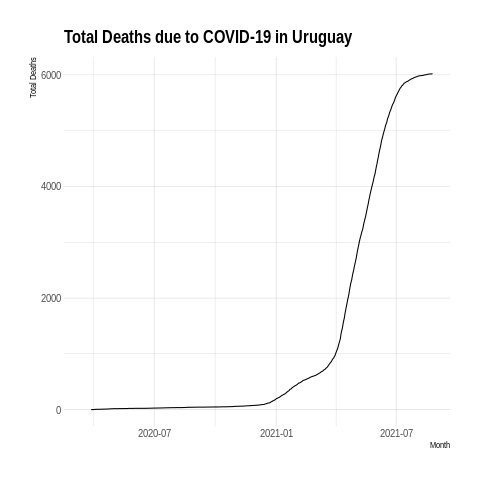 Total Deaths due to COVID-19 in Uruguay
Total Deaths
6000
4000
2000
0
2020-07
2021-01
2021-07
Month